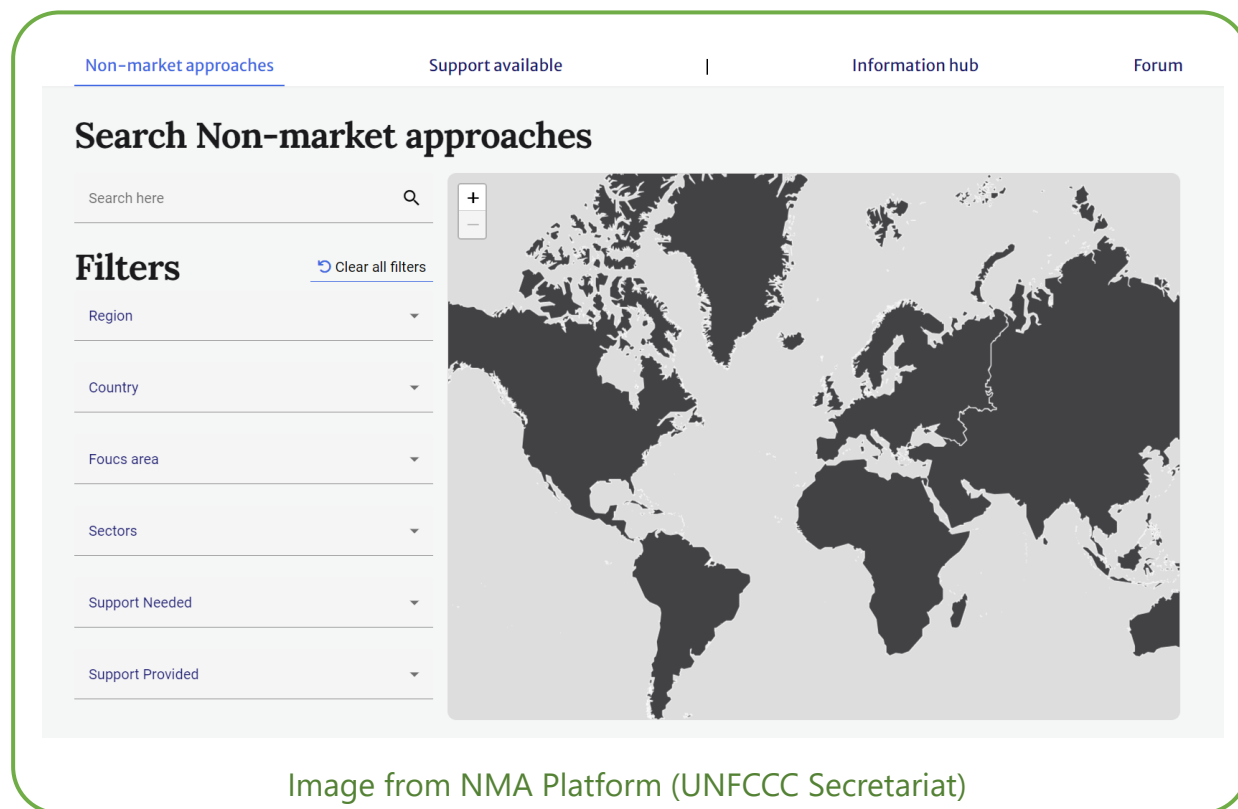 Non-market approaches Support available | Information hub Forum
Search Non-market approaches
Search here
Filters
Clear all filters
Region
Country
Foucs area
Sectors
Support Needed
Support Provided
+
−
Image from NMA Platform (UNFCCC Secretariat)